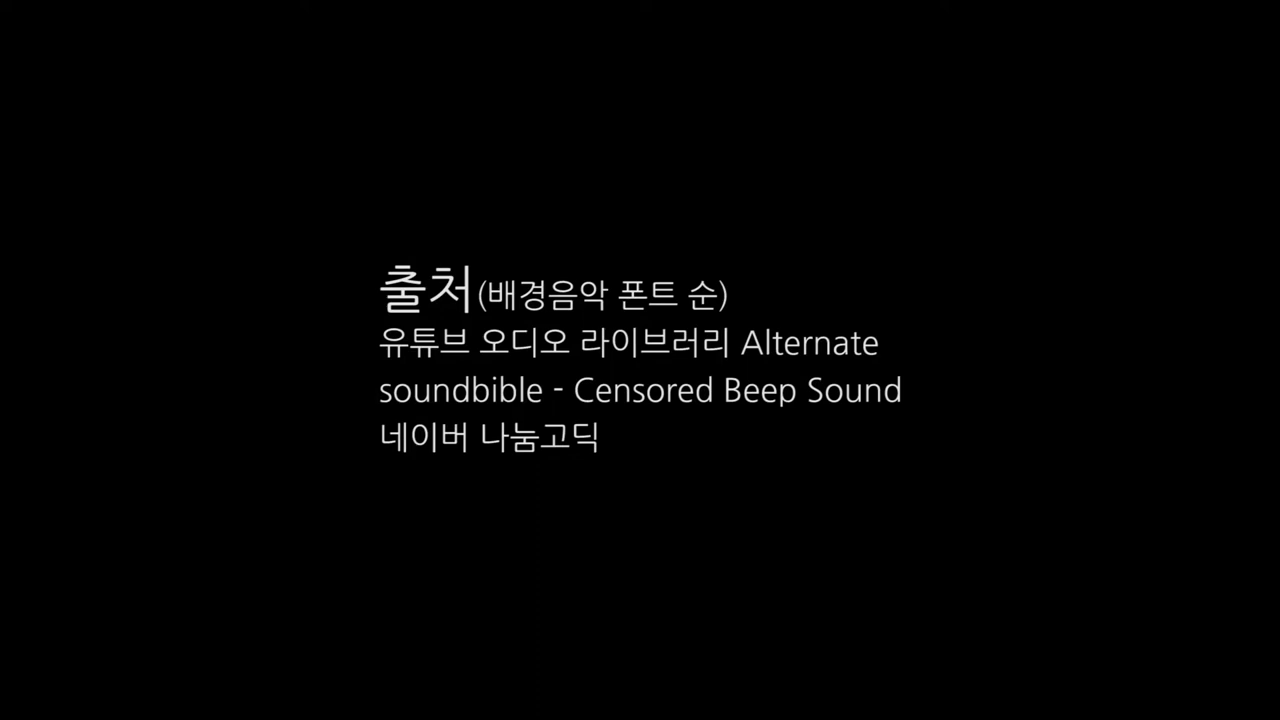 출처(배경음악 폰트 순)
유튜브 오디오 라이브러리 Alternate
soundbible - Censored Beep Sound
네이버 나눔고딕